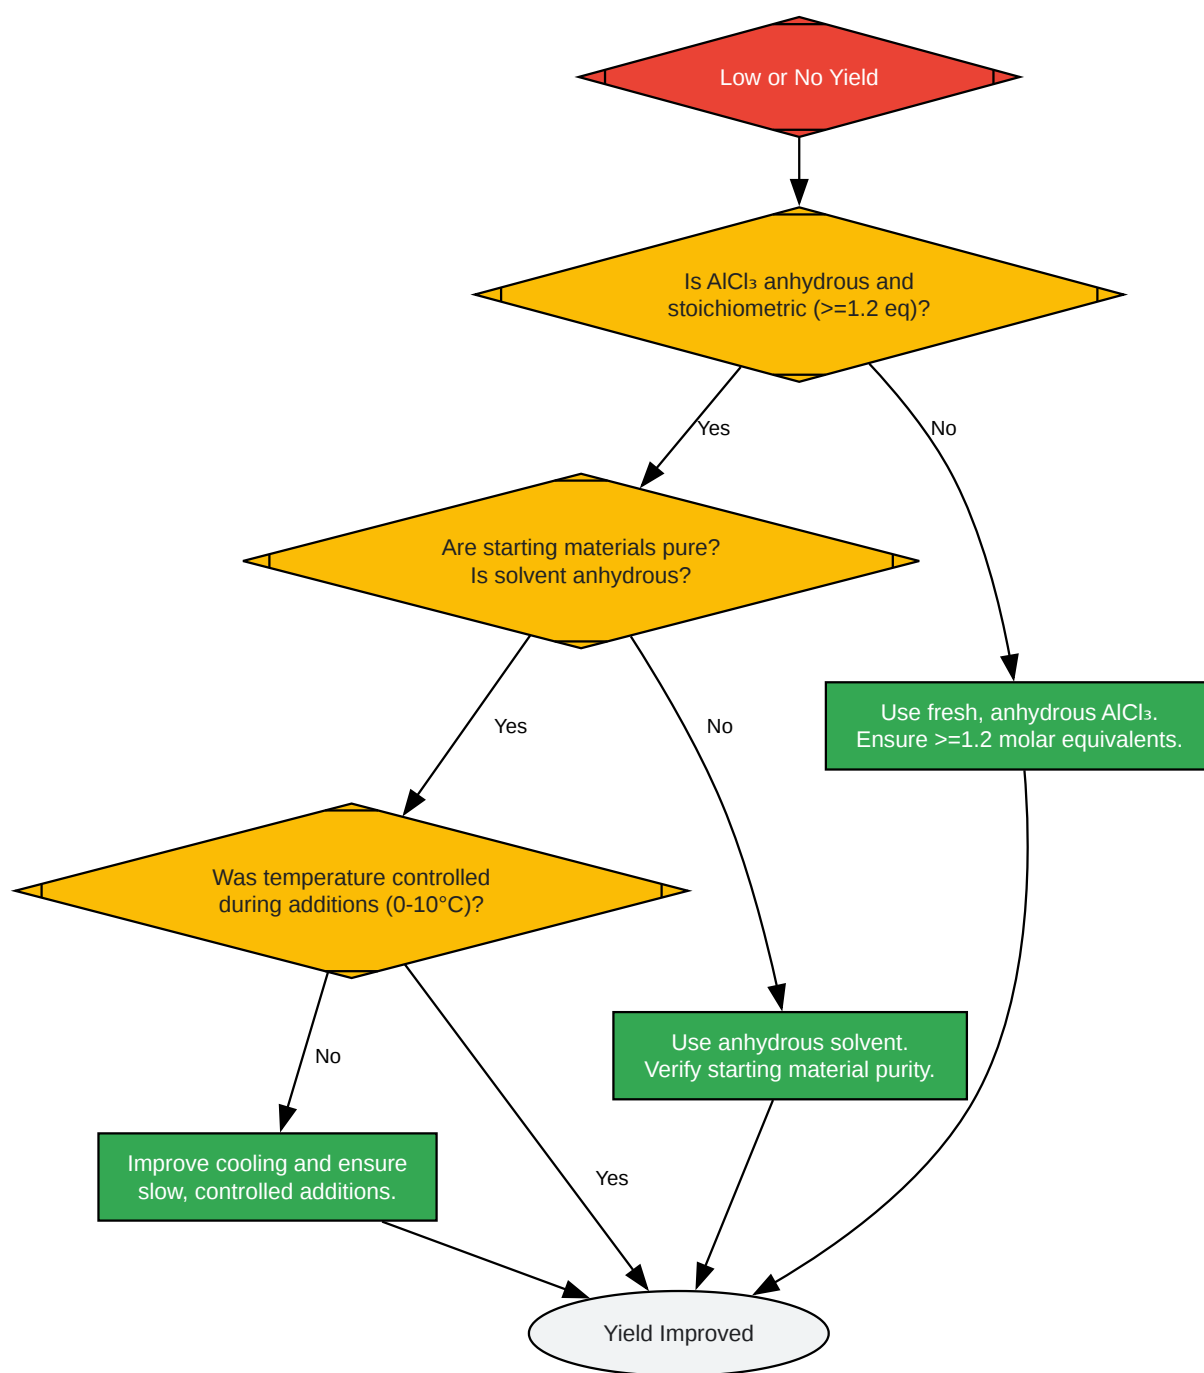 Low or No Yield
Is AlCl₃ anhydrous and
stoichiometric (>=1.2 eq)?
Yes
No
Are starting materials pure?
Is solvent anhydrous?
Yes
No
Use fresh, anhydrous AlCl₃.
Ensure >=1.2 molar equivalents.
Was temperature controlled
during additions (0-10°C)?
No
Yes
Use anhydrous solvent.
Verify starting material purity.
Improve cooling and ensure
slow, controlled additions.
Yield Improved